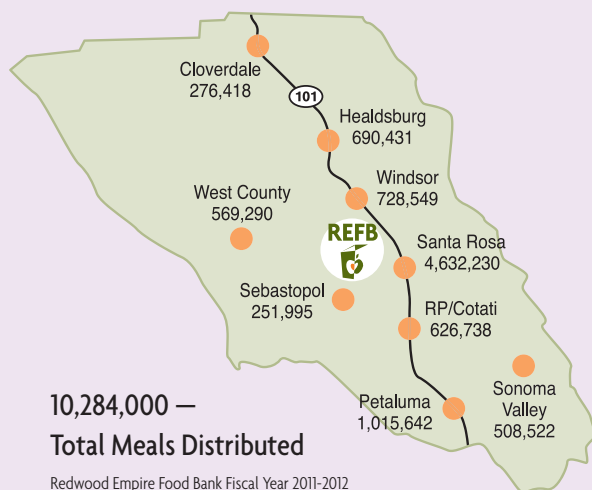 Cloverdale
276,418
101
Healdsburg
690,431
Windsor
728,549
West County
569,290
REFB
Santa Rosa
4,632,230
Sebastopol
251,995
RP/Cotati
626,738
Petaluma
1,015,642
Sonoma
Valley
508,522
10,284,000 —
Total Meals Distributed
Redwood Empire Food Bank Fiscal Year 2011-2012